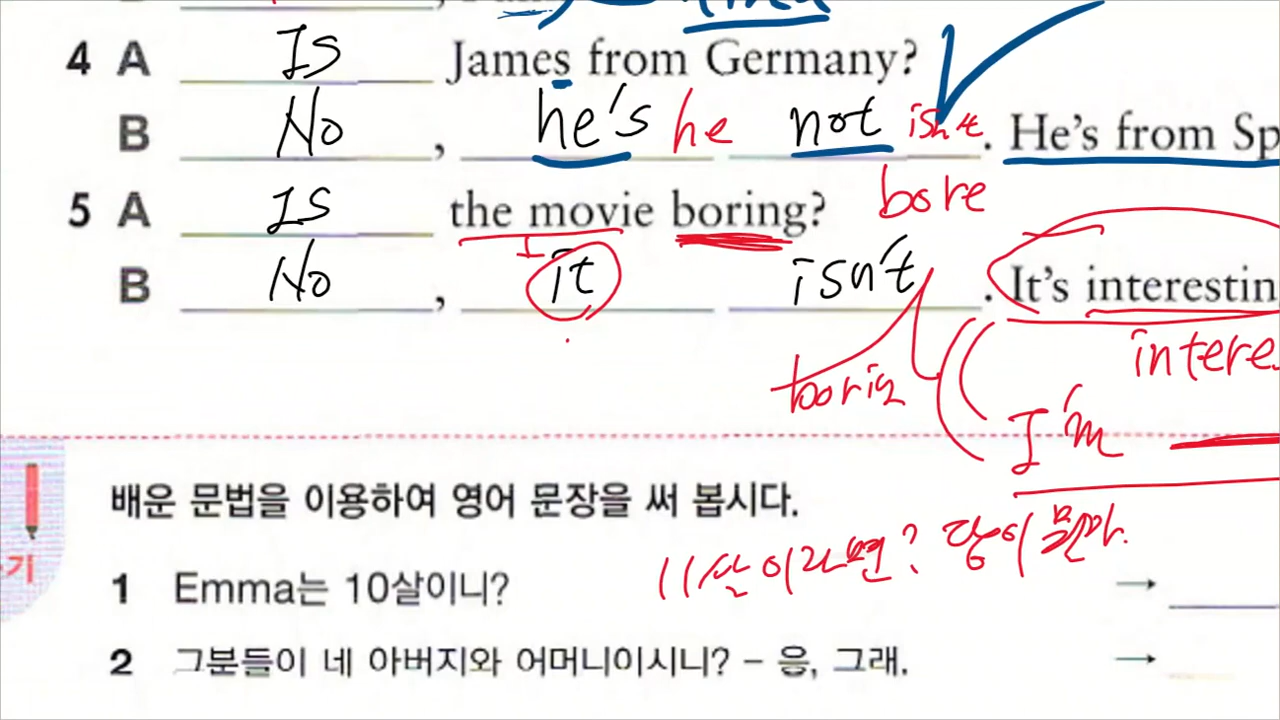 4 A Is James from Germany?
B No, he's he not isn't. He's from Sp
5 A Is the movie boring? bore
B No, it isn't. It's interestin
intere
boring
I'm
배운 문법을 이용하여 영어 문장을 써 봅시다.
기
11살이라면?
1 Emma는 10살이니? →
2 그분들이 네 아버지와 어머니이시니? – 응, 그래. →